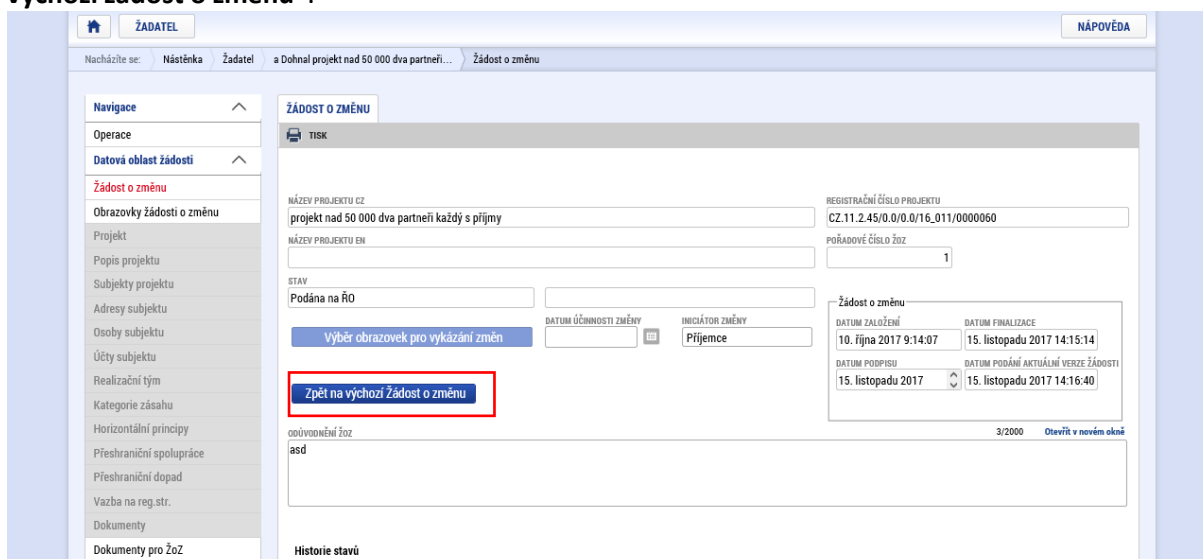 výchozí žádost o změnu".
ŽADATEL
NÁPOVĚDA
Nacházíte se: Nástěnka Žadatel a Dohnal projekt nad 50 000 dva partneři... Žádost o změnu
Navigace
Operace
Datová oblast žádosti
Žádost o změnu
Obrazovky žádosti o změnu
Projekt
Popis projektu
Subjekty projektu
Adresy subjektu
Osoby subjektu
Účty subjektu
Realizační tým
Kategorie zásahu
Horizontální principy
Přeshraniční spolupráce
Přeshraniční dopad
Vazba na reg.str.
Dokumenty
Dokumenty pro ŽoZ
ŽÁDOST O ZMĚNU
TISK
NÁZEV PROJEKTU CZ
projekt nad 50 000 dva partneři každý s příjmy
REGISTRAČNÍ ČÍSLO PROJEKTU
CZ.11.2.45/0.0/0.0/16_011/0000060
NÁZEV PROJEKTU EN
POŘADOVÉ ČÍSLO ŽOZ
1
STAV
Podána na ŘO
Výběr obrazovek pro vykázání změn
DATUM ÚČINNOSTI ZMĚNY
INICIÁTOR ZMĚNY
Příjemce
Žádost o změnu
DATUM ZALOŽENÍ DATUM FINALIZACE
10. října 2017 9:14:07 15. listopadu 2017 14:15:14
DATUM PODPISU DATUM PODÁNÍ AKTUÁLNÍ VERZE ŽÁDOSTI
15. listopadu 2017 15. listopadu 2017 14:16:40
Zpět na výchozí Žádost o změnu
ODŮVODNĚNÍ ŽOZ
3/2000 Otevřít v novém okně
asd
Historie stavů